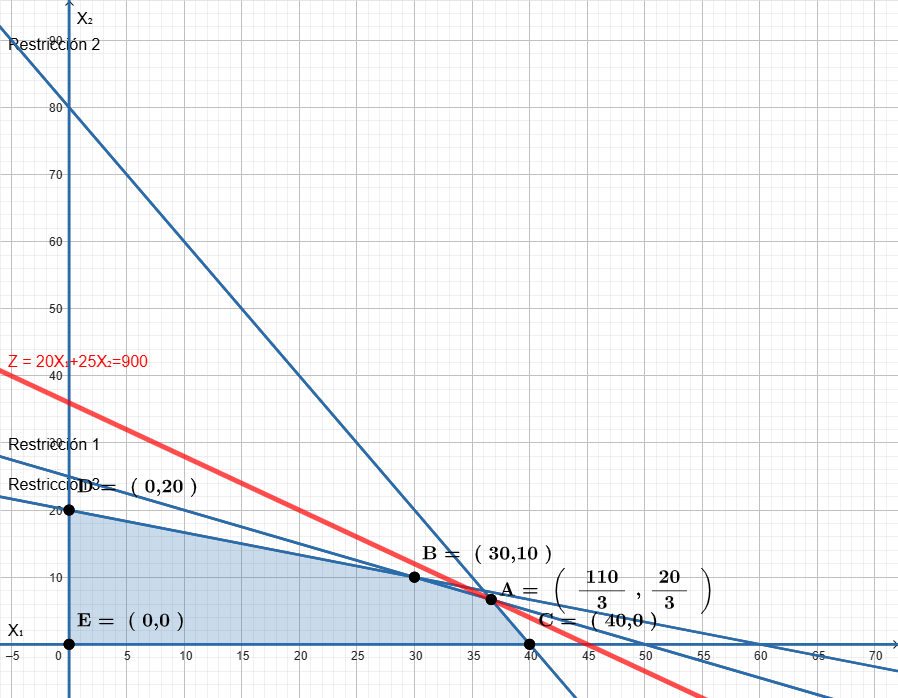 X₂
90
Restricción 2
80
70
60
50
Z = 20X₁+25X₂=900
40
30
Restricción 1
Restricción 3
D = ( 0,20 )
20
B = ( 30,10 )
10
A = ( 110/3 , 20/3 )
E = ( 0,0 )
C = ( 40,0 )
X₁
−5 0 5 10 15 20 25 30 35 40 45 50 55 60 65 70